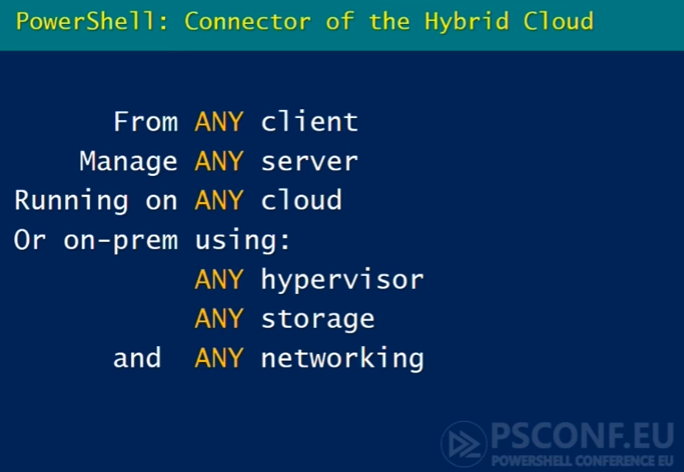 PowerShell: Connector of the Hybrid Cloud
From ANY client
Manage ANY server
Running on ANY cloud
Or on-prem using:
ANY hypervisor
ANY storage
and ANY networking
PSCONF.EU
POWERSHELL CONFERENCE EU